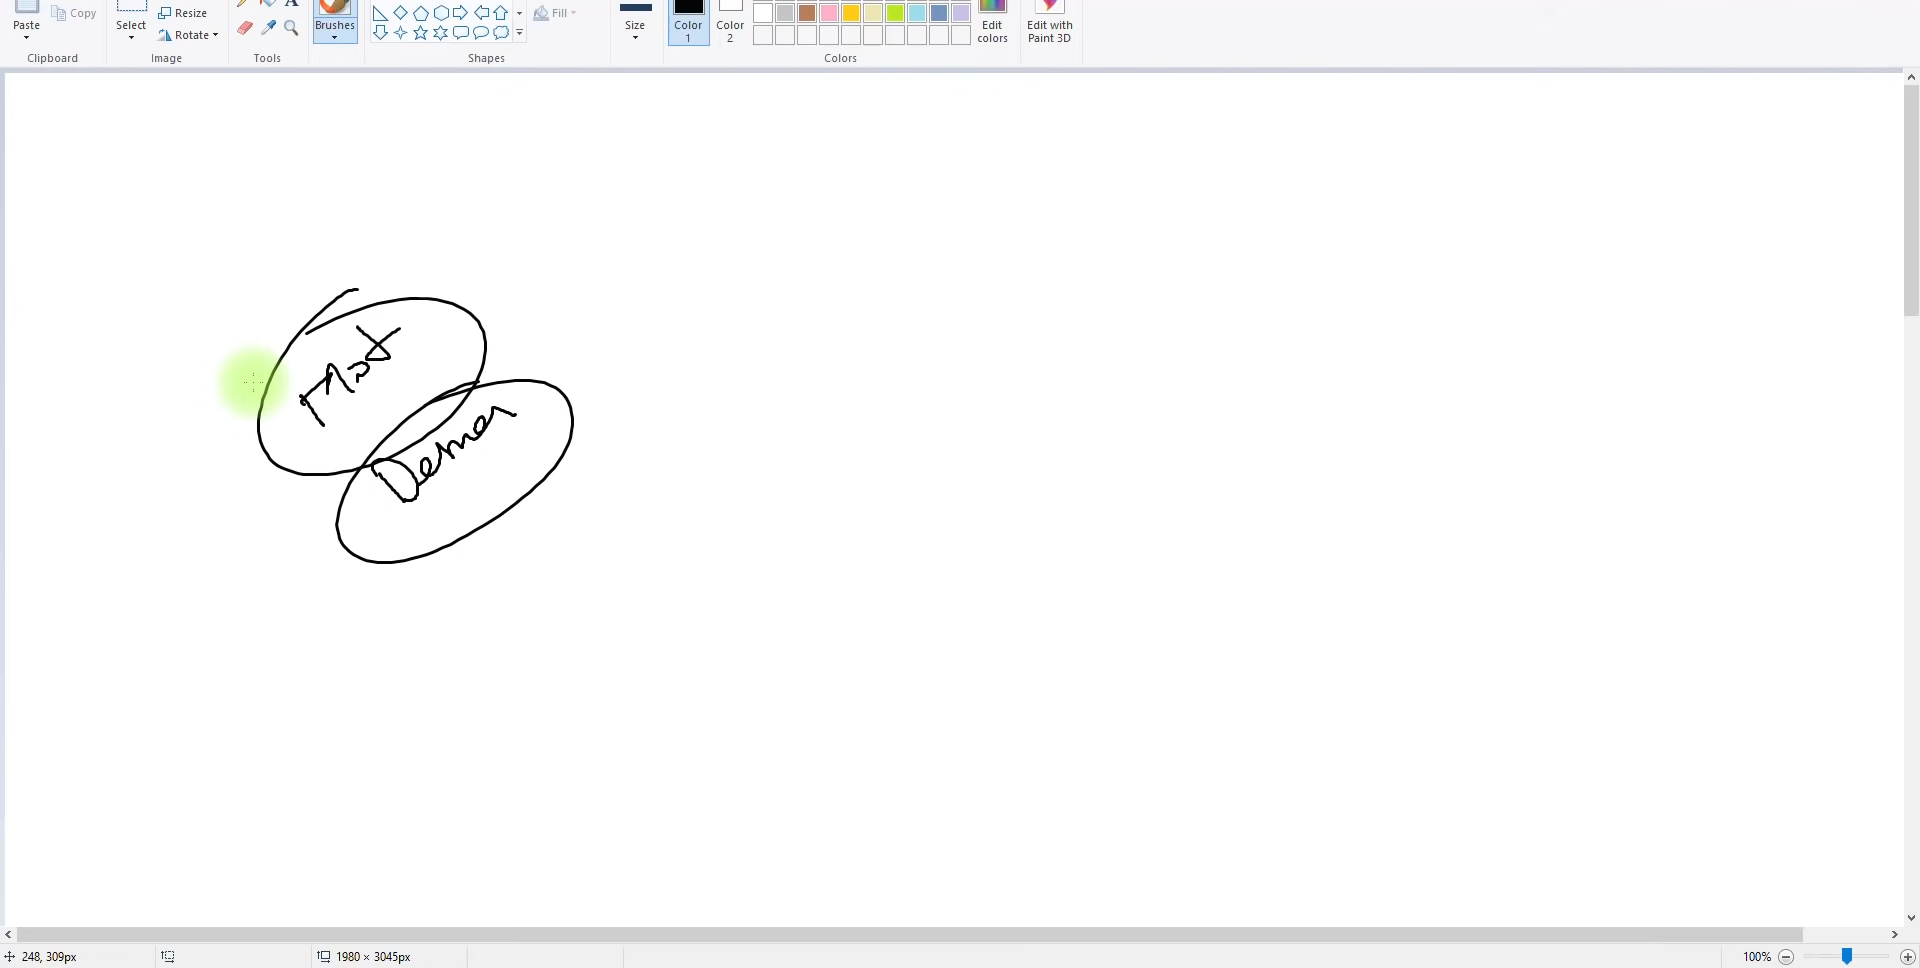 Paste
Copy
Select
Resize
Rotate
A
Brushes
Fill
Size
Color
1
Color
2
Edit
colors
Edit with
Paint 3D
Clipboard
Image
Tools
Shapes
Colors
248, 309px
1980 × 3045px
100%